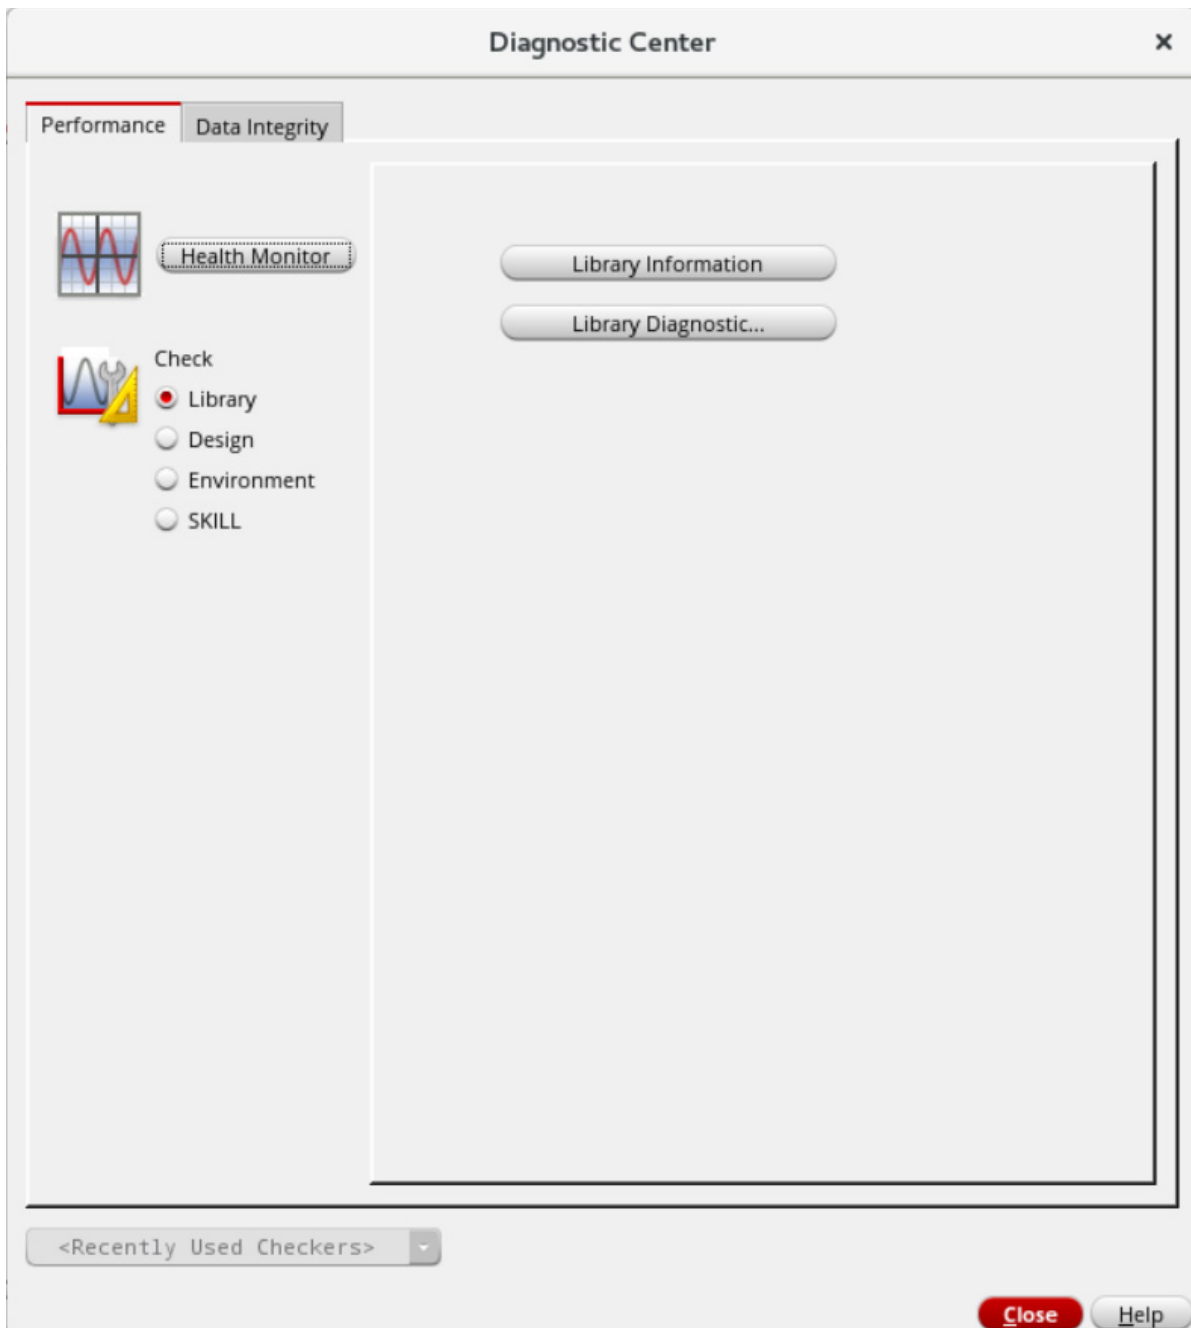 Diagnostic Center
Performance
Data Integrity
Health Monitor
Check
Library
Design
Environment
SKILL
Library Information
Library Diagnostic...
<Recently Used Checkers>
Close
Help